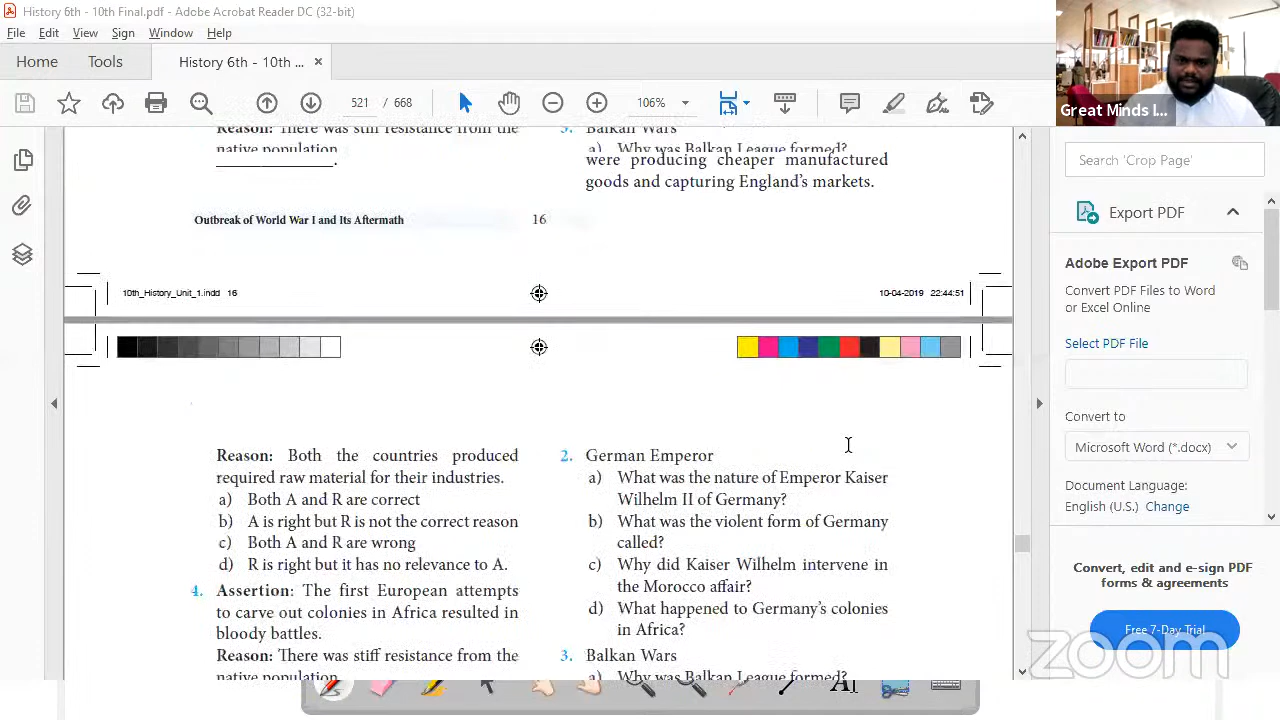 History 6th - 10th Final.pdf - Adobe Acrobat Reader DC (32-bit)
File Edit View Sign Window Help
Home Tools History 6th - 10th ... ×
521 / 668 106%
Great Minds I...
Reason: There was still resistance from the
native population
_____________.
3. Balkan Wars
a) Why was Balkan League formed?
were producing cheaper manufactured
goods and capturing England's markets.
Outbreak of World War I and Its Aftermath 16
10th_History_Unit_1.indd 16 10-04-2019 22:44:51
Reason: Both the countries produced
required raw material for their industries.
a) Both A and R are correct
b) A is right but R is not the correct reason
c) Both A and R are wrong
d) R is right but it has no relevance to A.
4. Assertion: The first European attempts
to carve out colonies in Africa resulted in
bloody battles.
Reason: There was stiff resistance from the
native population
2. German Emperor
a) What was the nature of Emperor Kaiser
Wilhelm II of Germany?
b) What was the violent form of Germany
called?
c) Why did Kaiser Wilhelm intervene in
the Morocco affair?
d) What happened to Germany's colonies
in Africa?
3. Balkan Wars
a) Why was Balkan League formed?
Search 'Crop Page'
Export PDF
Adobe Export PDF
Convert PDF Files to Word
or Excel Online
Select PDF File
Convert to
Microsoft Word (*.docx)
Document Language:
English (U.S.) Change
Convert, edit and e-sign PDF
forms & agreements
Free 7-Day Trial
zoom